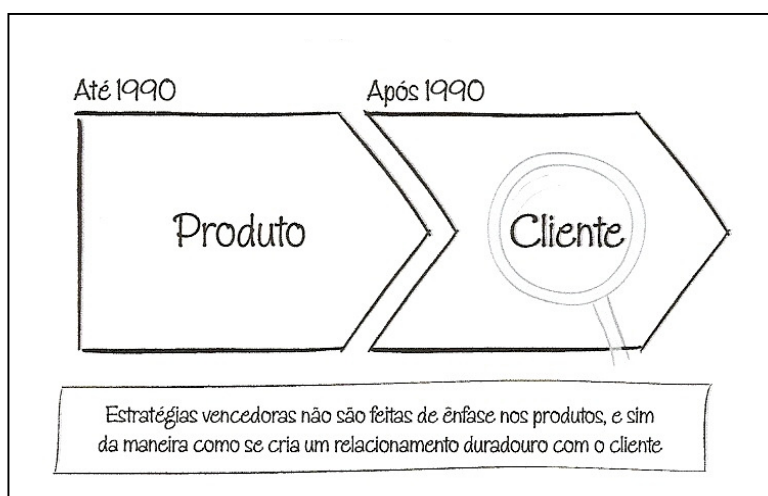 Até 1990
Após 1990
Produto
Cliente
Estratégias vencedoras não são feitas de ênfase nos produtos, e sim
da maneira como se cria um relacionamento duradouro com o cliente